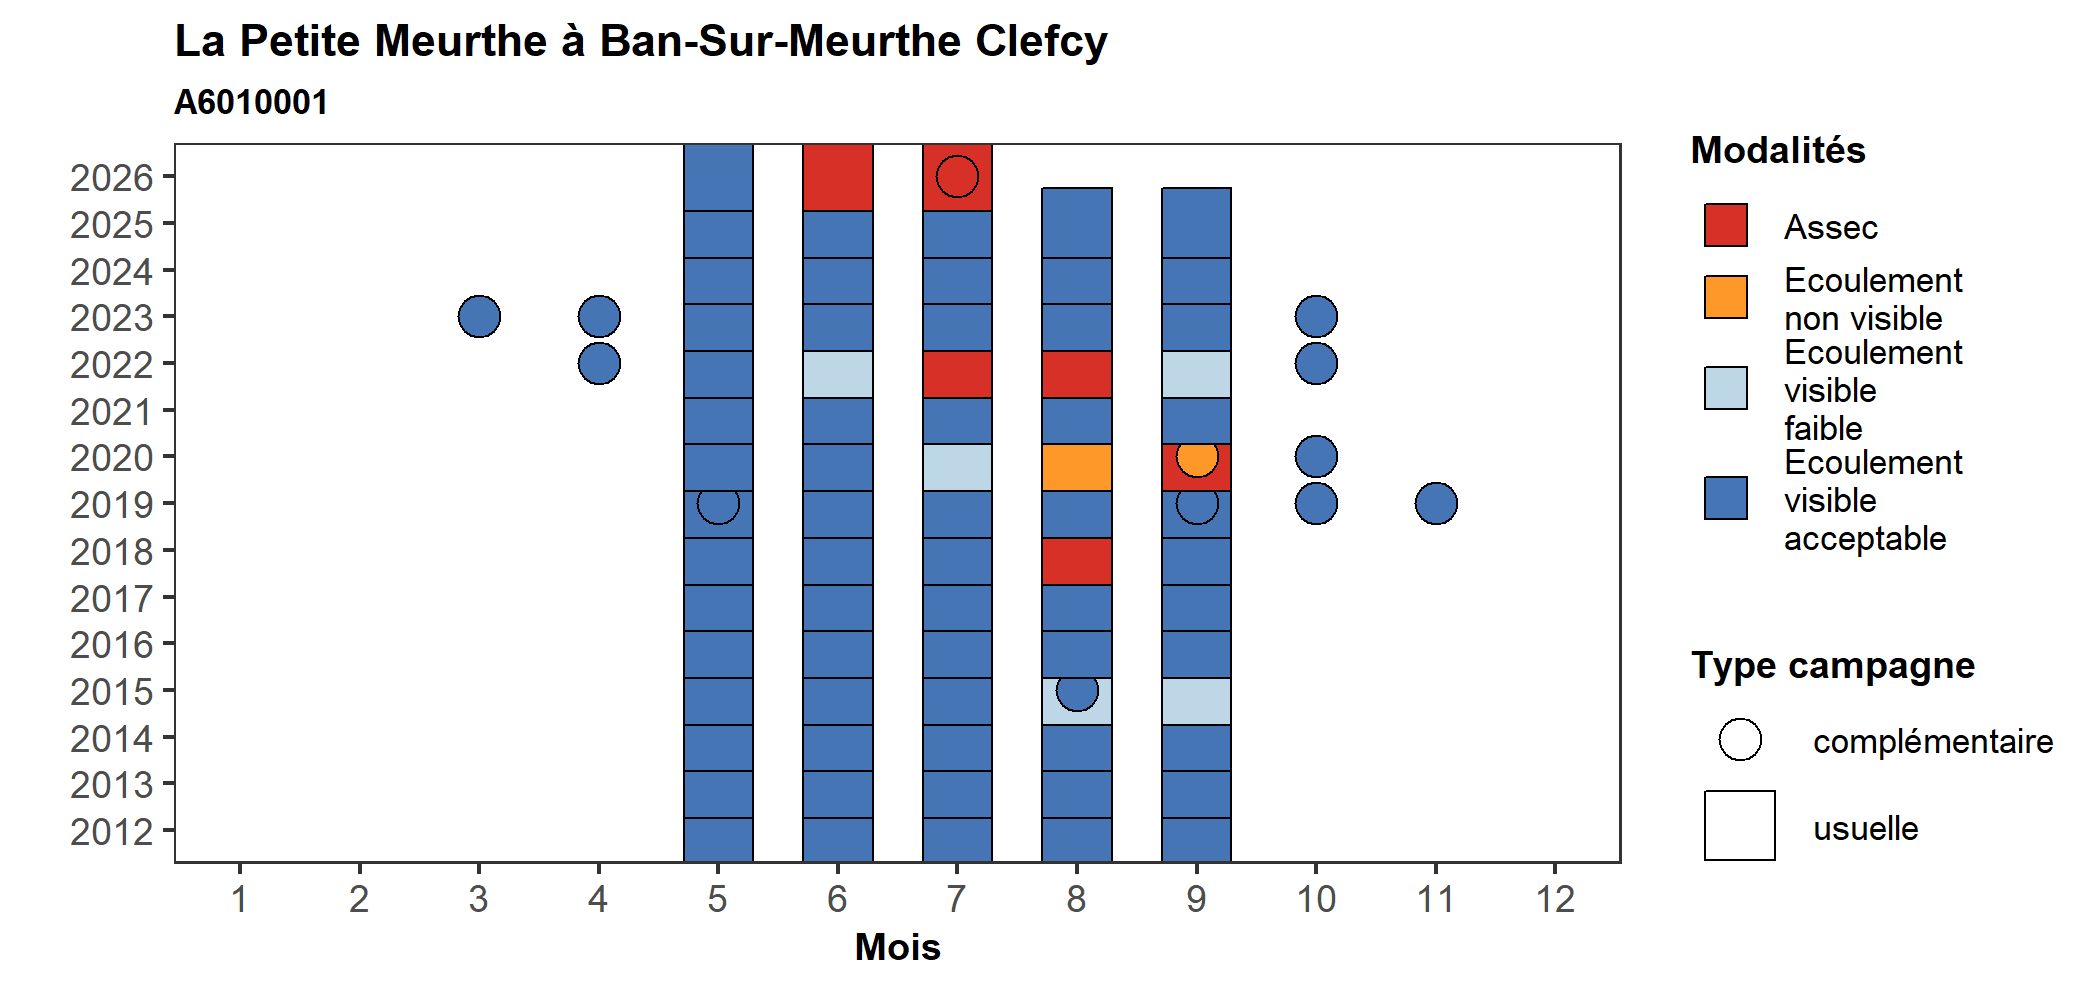 La Petite Meurthe à Ban-Sur-Meurthe Clefcy
A6010001
2026
2025
2024
2023
2022
2021
2020
2019
2018
2017
2016
2015
2014
2013
2012
1 2 3 4 5 6 7 8 9 10 11 12
Mois
Modalités
Assec
Ecoulement
non visible
Ecoulement
visible
faible
Ecoulement
visible
acceptable
Type campagne
complémentaire
usuelle